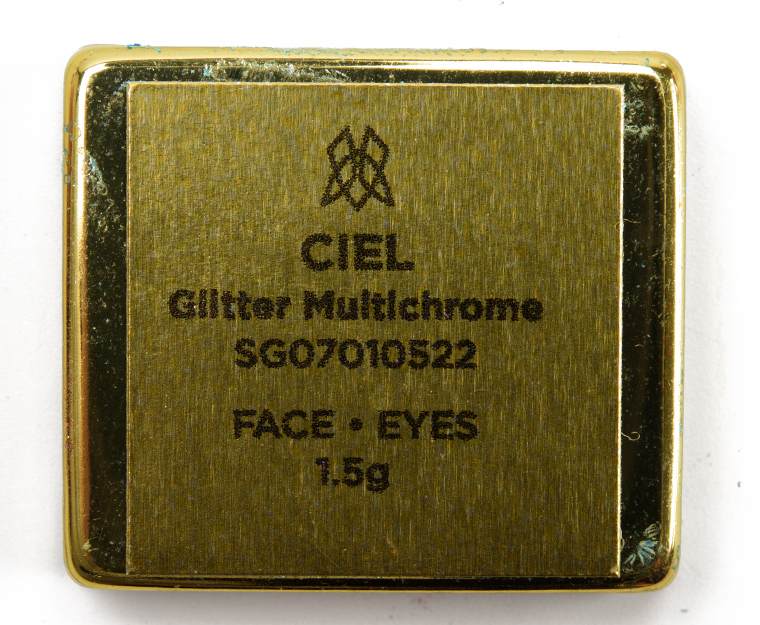 CIEL
Glitter Multichrome
SG07010522
FACE • EYES
1.5g